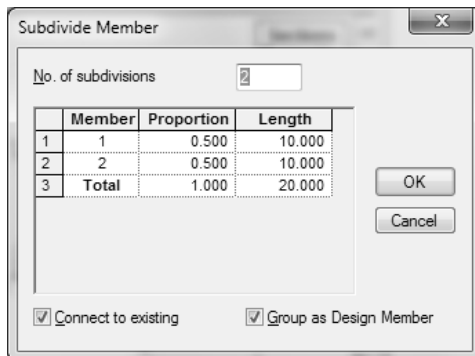 Subdivide Member
x
No. of subdivisions 2
Member Proportion Length
1 1 0.500 10.000
2 2 0.500 10.000
3 Total 1.000 20.000
OK
Cancel
Connect to existing Group as Design Member